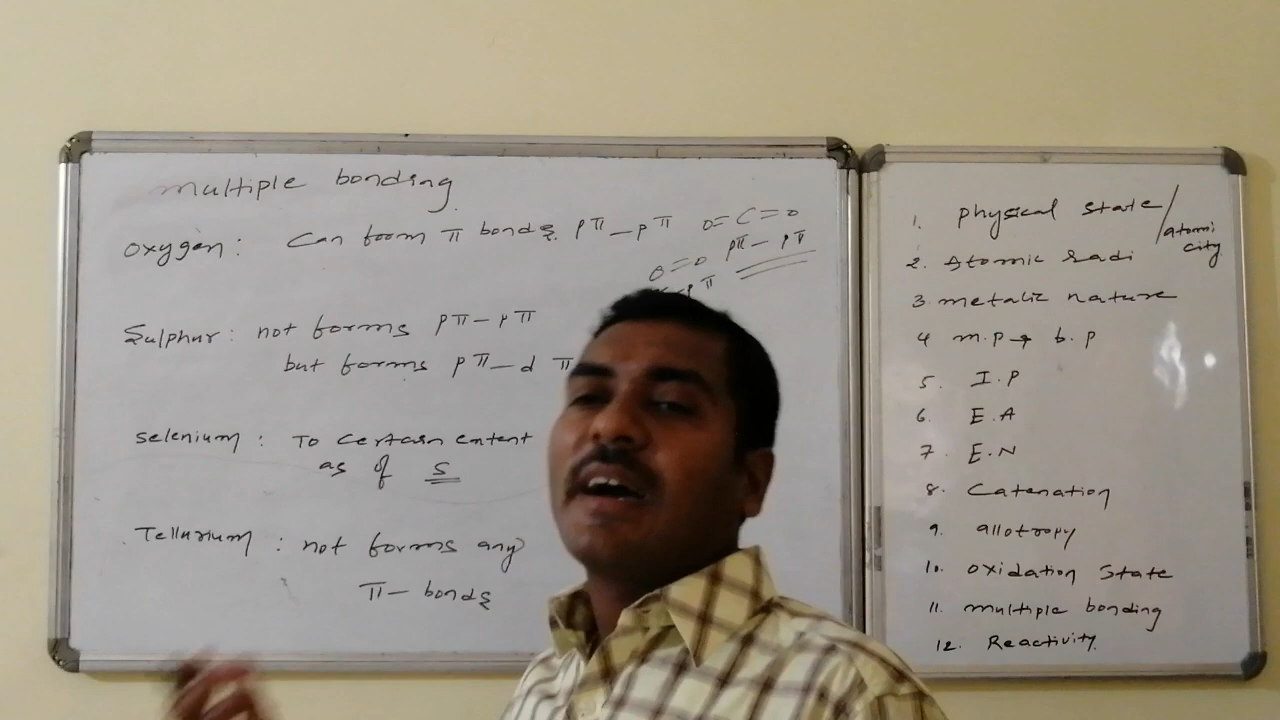 multiple bonding
oxygen: Can form π bonds pπ-pπ O=C=O
pπ-pπ
O=O
-pπ
Sulphur: not forms pπ-pπ
but forms pπ-d π
Selenium: To Certain extent
as of S
Tellurium: not forms any
π- bonds
1. physical state/atomicity
2. Atomic radi
3 metalic nature
4 m.p → b.p
5. I.P
6. E.A
7. E.N
8. Catenation
9. allotropy
10. oxidation State
11. multiple bonding
12. Reactivity